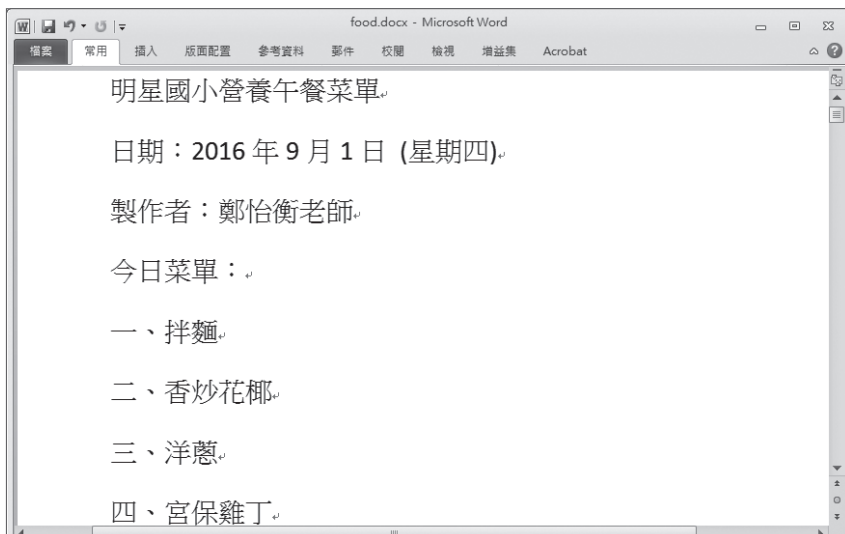 food.docx - Microsoft Word
檔案 常用 插入 版面配置 參考資料 郵件 校閱 檢視 增益集 Acrobat
明星國小營養午餐菜單
日期：2016 年 9 月 1 日 (星期四)
製作者：鄭怡衡老師
今日菜單：
一、拌麵
二、香炒花椰
三、洋蔥
四、宮保雞丁